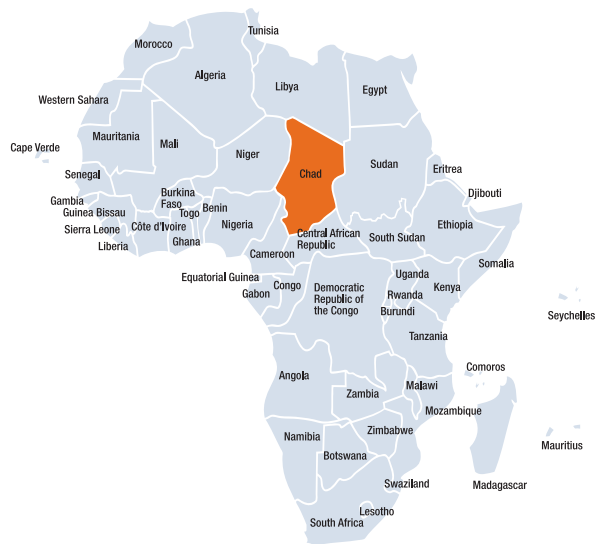 Tunisia
Morocco
Algeria
Libya
Egypt
Western Sahara
Mauritania
Mali
Cape Verde
Niger
Chad
Sudan
Eritrea
Senegal
Djibouti
Burkina
Faso
Gambia
Benin
Guinea Bissau
Togo
Nigeria
Ethiopia
Sierra Leone
Côte d'Ivoire
Central African
Republic
South Sudan
Liberia
Ghana
Cameroon
Somalia
Equatorial Guinea
Uganda
Gabon
Congo
Democratic
Republic of
the Congo
Rwanda
Kenya
Burundi
Seychelles
Tanzania
Comoros
Angola
Malawi
Zambia
Mozambique
Namibia
Zimbabwe
Mauritius
Botswana
Swaziland
Madagascar
Lesotho
South Africa